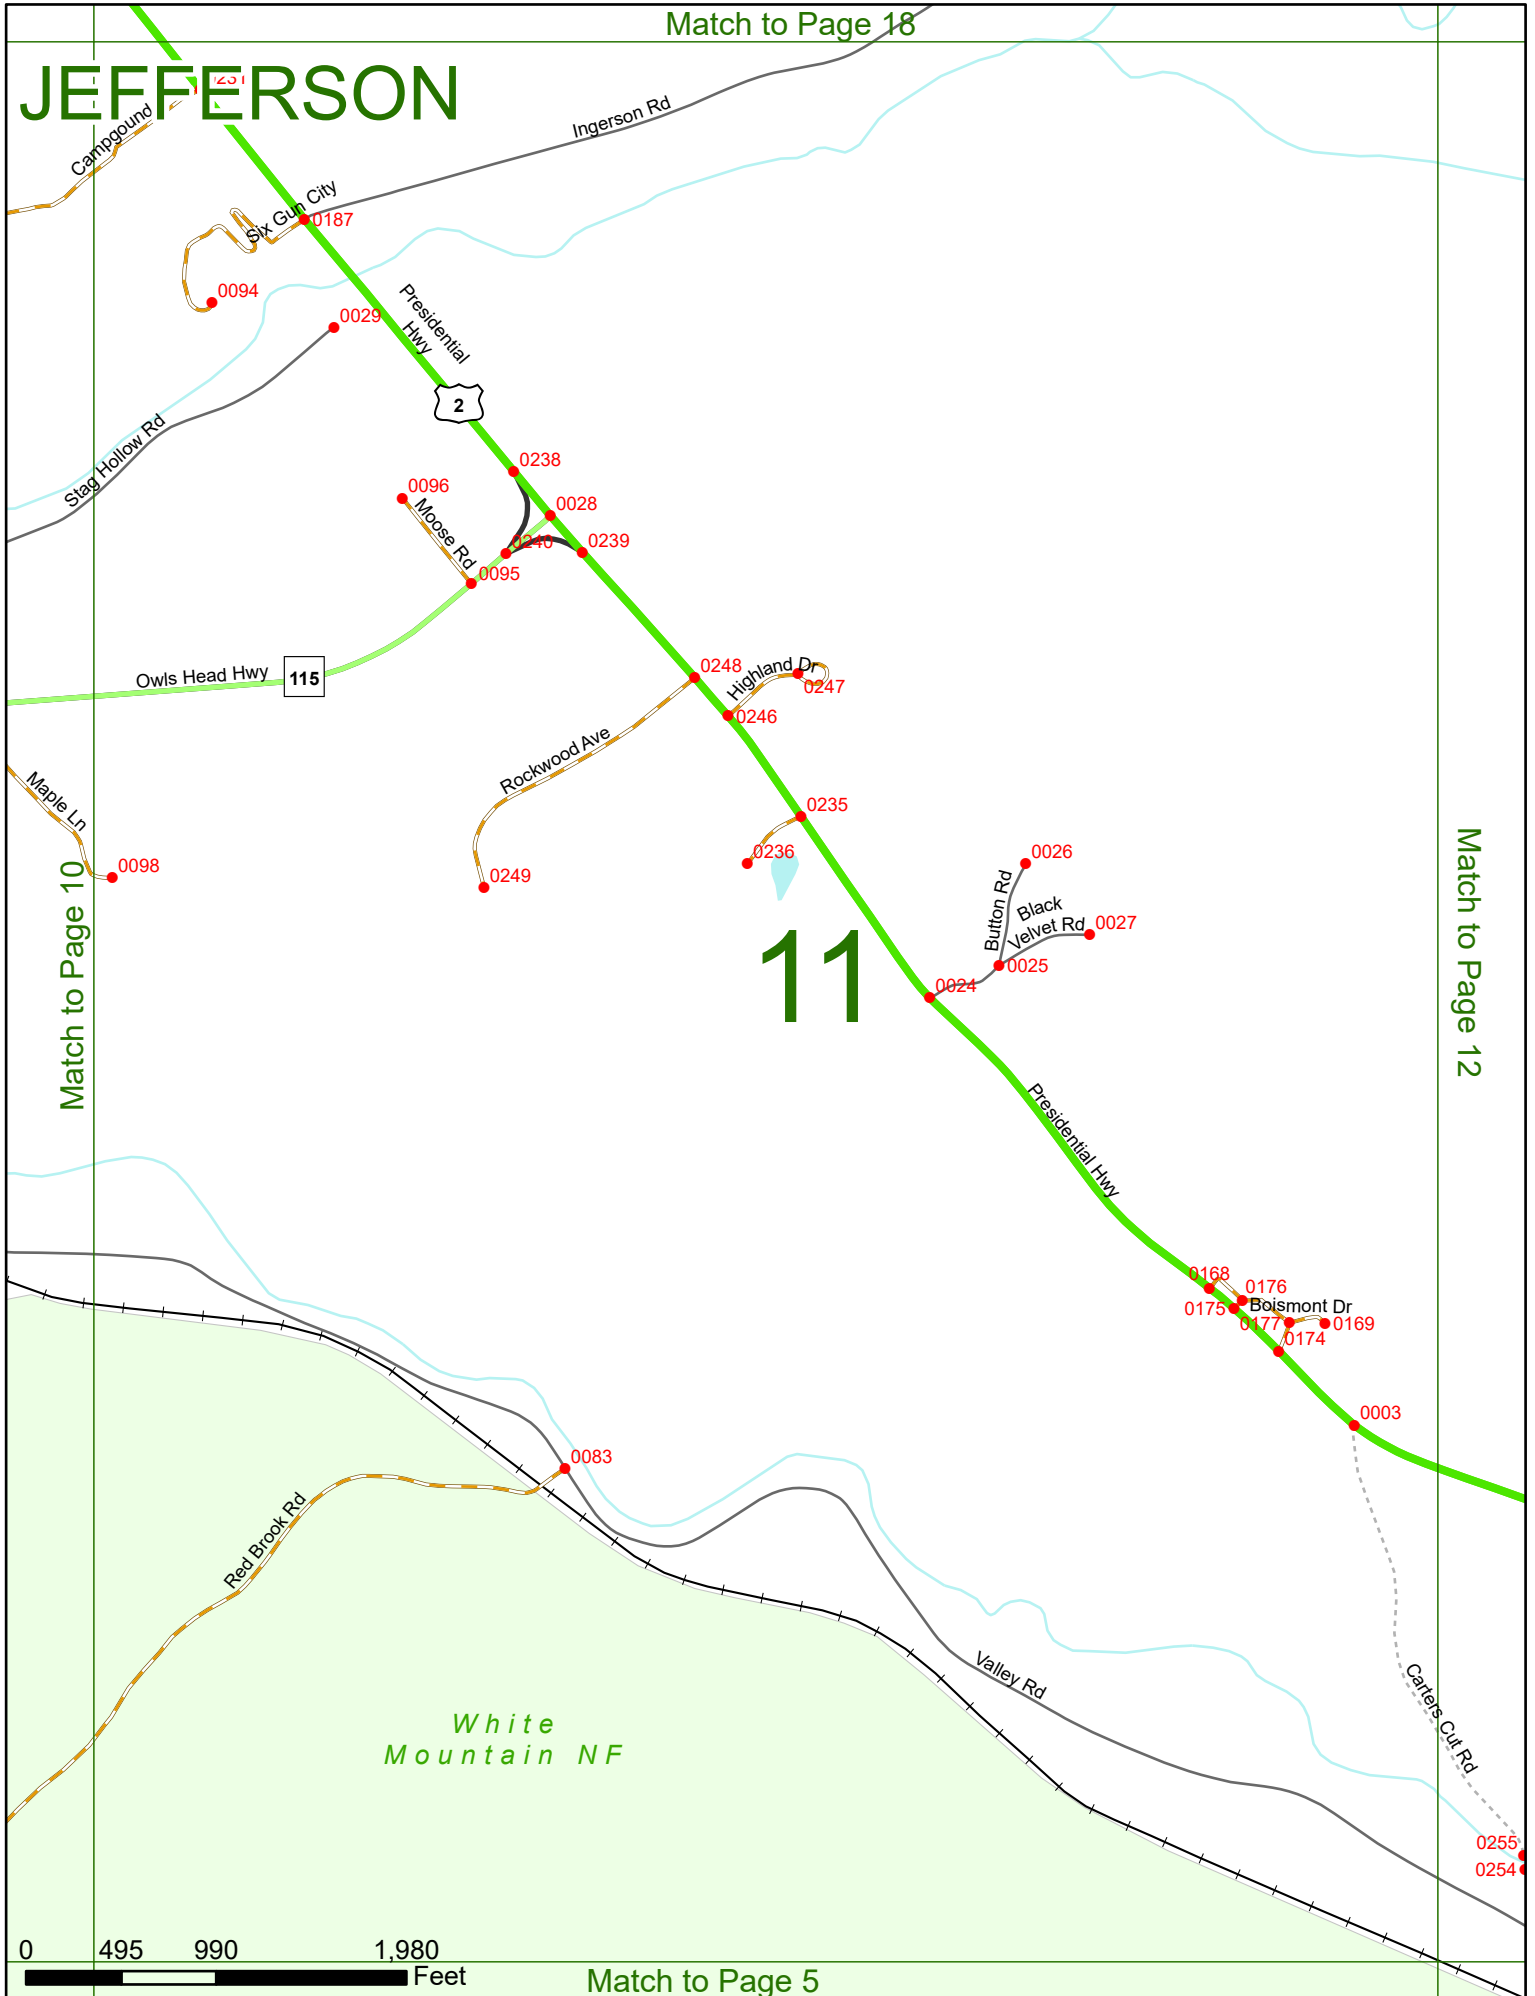 Match to Page 18
JEFFERSON
Campgound
Ingerson Rd
Six Gun City
0187
0094
0029
Presidential
Hwy
2
Stag Hollow Rd
0238
0096
Moose Rd
0028
0240
0239
0095
Owls Head Hwy
115
0248
Highland Dr
0247
0246
Rockwood Ave
Maple Ln
0235
0098
0236
0249
0026
Button Rd
Black
Velvet Rd
0027
0025
0024
11
Match to Page 10
Match to Page 12
Presidential Hwy
0168
0176
0175
Boismont Dr
0177
0169
0174
0003
0083
Red Brook Rd
Valley Rd
Carters Cut Rd
White
Mountain NF
0255
0254
0 495 990 1,980
Feet
Match to Page 5